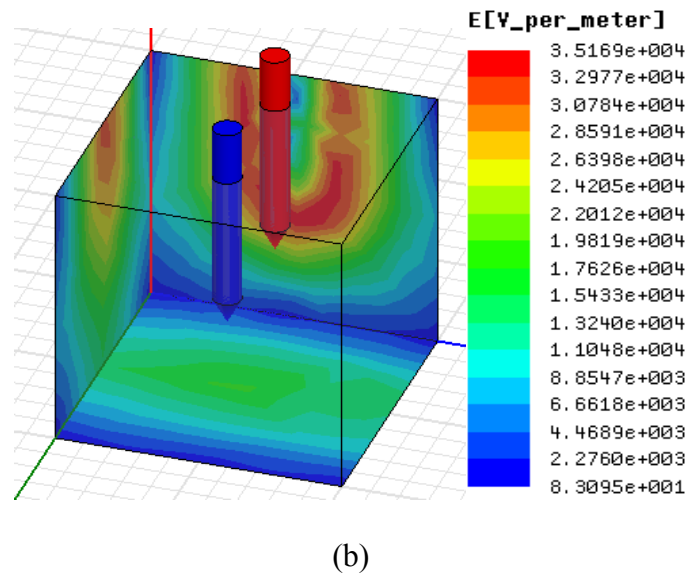 E[V_per_meter]
3.5169e+004
3.2977e+004
3.0784e+004
2.8591e+004
2.6398e+004
2.4205e+004
2.2012e+004
1.9819e+004
1.7626e+004
1.5433e+004
1.3240e+004
1.1048e+004
8.8547e+003
6.6618e+003
4.4689e+003
2.2760e+003
8.3095e+001
(b)